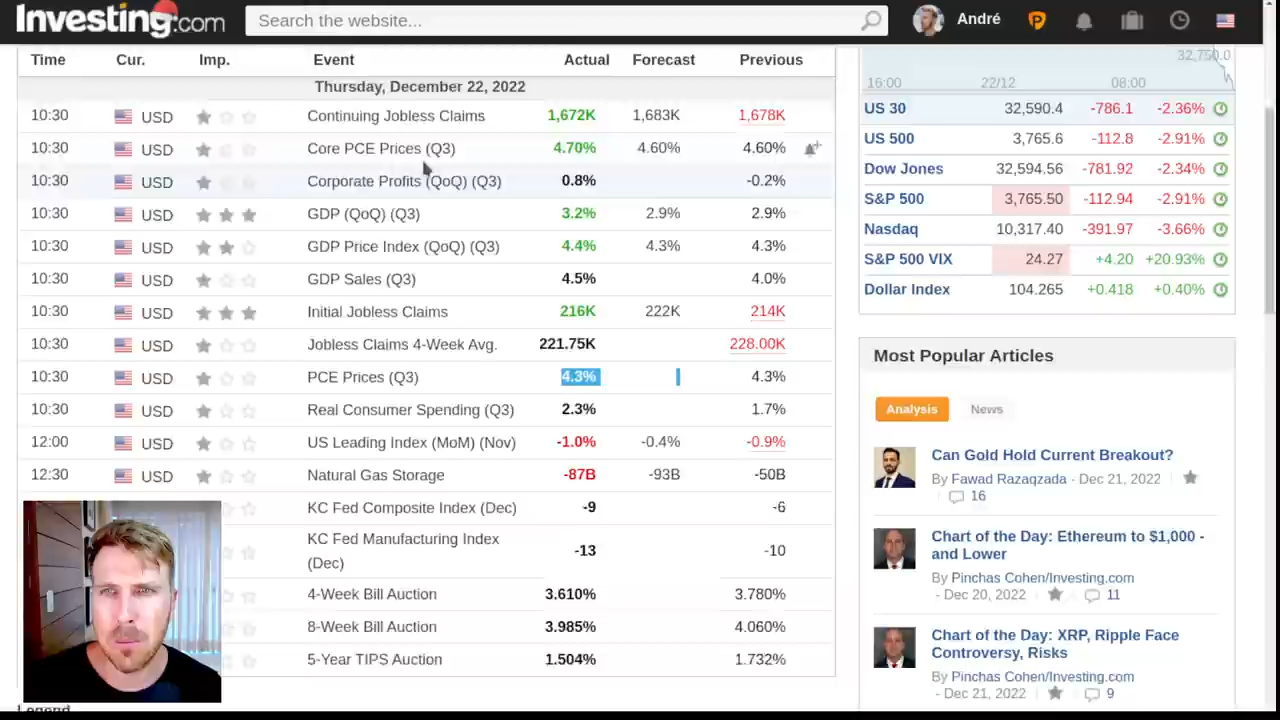 Investing.com
Search the website...
André
Time Cur. Imp. Event Actual Forecast Previous
Thursday, December 22, 2022
10:30 USD Continuing Jobless Claims 1,672K 1,683K 1,678K
10:30 USD Core PCE Prices (Q3) 4.70% 4.60% 4.60%
10:30 USD Corporate Profits (QoQ) (Q3) 0.8% -0.2%
10:30 USD GDP (QoQ) (Q3) 3.2% 2.9% 2.9%
10:30 USD GDP Price Index (QoQ) (Q3) 4.4% 4.3% 4.3%
10:30 USD GDP Sales (Q3) 4.5% 4.0%
10:30 USD Initial Jobless Claims 216K 222K 214K
10:30 USD Jobless Claims 4-Week Avg. 221.75K 228.00K
10:30 USD PCE Prices (Q3) 4.3% 4.3%
10:30 USD Real Consumer Spending (Q3) 2.3% 1.7%
12:00 USD US Leading Index (MoM) (Nov) -1.0% -0.4% -0.9%
12:30 USD Natural Gas Storage -87B -93B -50B
KC Fed Composite Index (Dec) -9 -6
KC Fed Manufacturing Index
(Dec) -13 -10
4-Week Bill Auction 3.610% 3.780%
8-Week Bill Auction 3.985% 4.060%
5-Year TIPS Auction 1.504% 1.732%
Legend
32,750.0
16:00 22/12 08:00
US 30 32,590.4 -786.1 -2.36%
US 500 3,765.6 -112.8 -2.91%
Dow Jones 32,594.56 -781.92 -2.34%
S&P 500 3,765.50 -112.94 -2.91%
Nasdaq 10,317.40 -391.97 -3.66%
S&P 500 VIX 24.27 +4.20 +20.93%
Dollar Index 104.265 +0.418 +0.40%
Most Popular Articles
Analysis News
Can Gold Hold Current Breakout?
By Fawad Razaqzada - Dec 21, 2022
16
Chart of the Day: Ethereum to $1,000 -
and Lower
By Pinchas Cohen/Investing.com
- Dec 20, 2022 11
Chart of the Day: XRP, Ripple Face
Controversy, Risks
By Pinchas Cohen/Investing.com
- Dec 21, 2022 9